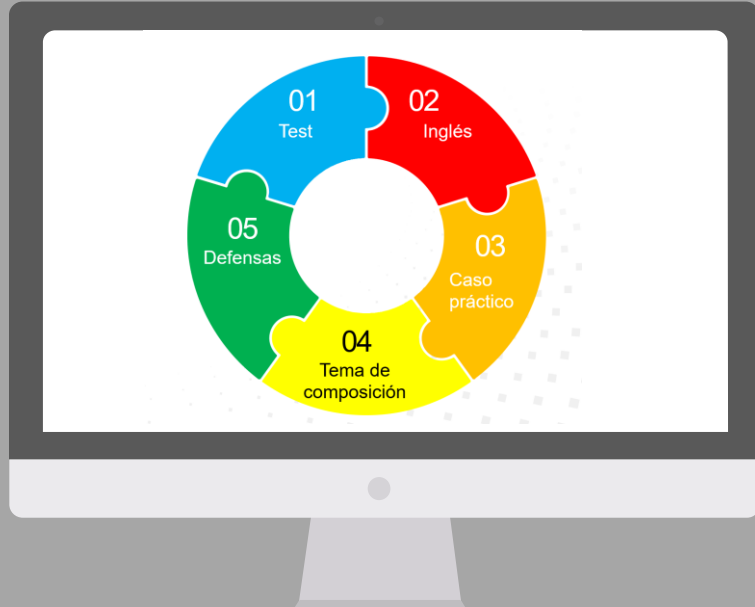 01
Test
02
Inglés
03
Caso
práctico
04
Tema de
composición
05
Defensas